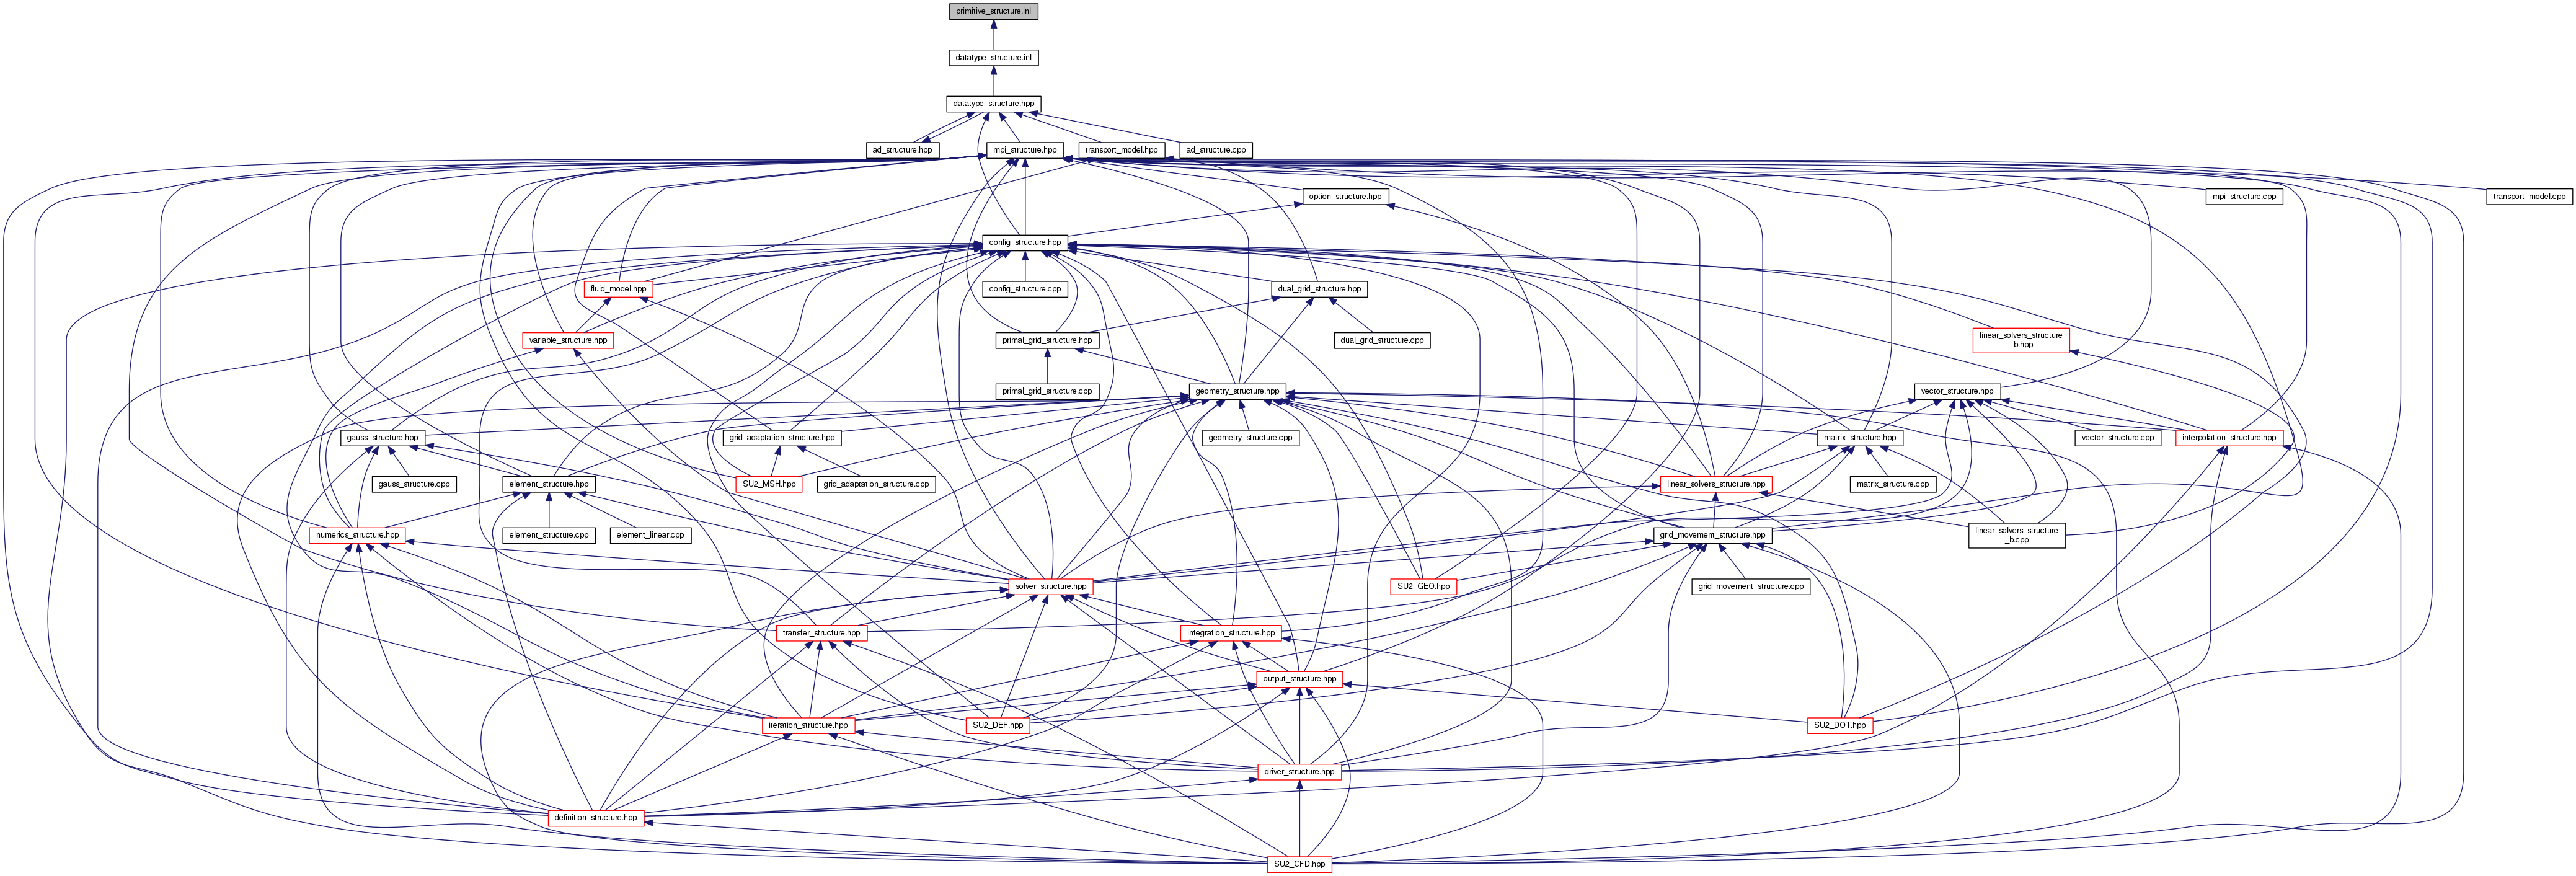 primitive_structure.inl
datatype_structure.inl
datatype_structure.hpp
ad_structure.hpp
mpi_structure.hpp
transport_model.hpp
ad_structure.cpp
option_structure.hpp
mpi_structure.cpp
transport_model.cpp
config_structure.hpp
fluid_model.hpp
config_structure.cpp
dual_grid_structure.hpp
variable_structure.hpp
primal_grid_structure.hpp
dual_grid_structure.cpp
linear_solvers_structure
_b.hpp
primal_grid_structure.cpp
geometry_structure.hpp
vector_structure.hpp
gauss_structure.hpp
grid_adaptation_structure.hpp
geometry_structure.cpp
matrix_structure.hpp
vector_structure.cpp
interpolation_structure.hpp
gauss_structure.cpp
element_structure.hpp
SU2_MSH.hpp
grid_adaptation_structure.cpp
linear_solvers_structure.hpp
matrix_structure.cpp
numerics_structure.hpp
element_structure.cpp
element_linear.cpp
grid_movement_structure.hpp
linear_solvers_structure
_b.cpp
solver_structure.hpp
SU2_GEO.hpp
grid_movement_structure.cpp
transfer_structure.hpp
integration_structure.hpp
output_structure.hpp
iteration_structure.hpp
SU2_DEF.hpp
SU2_DOT.hpp
driver_structure.hpp
definition_structure.hpp
SU2_CFD.hpp